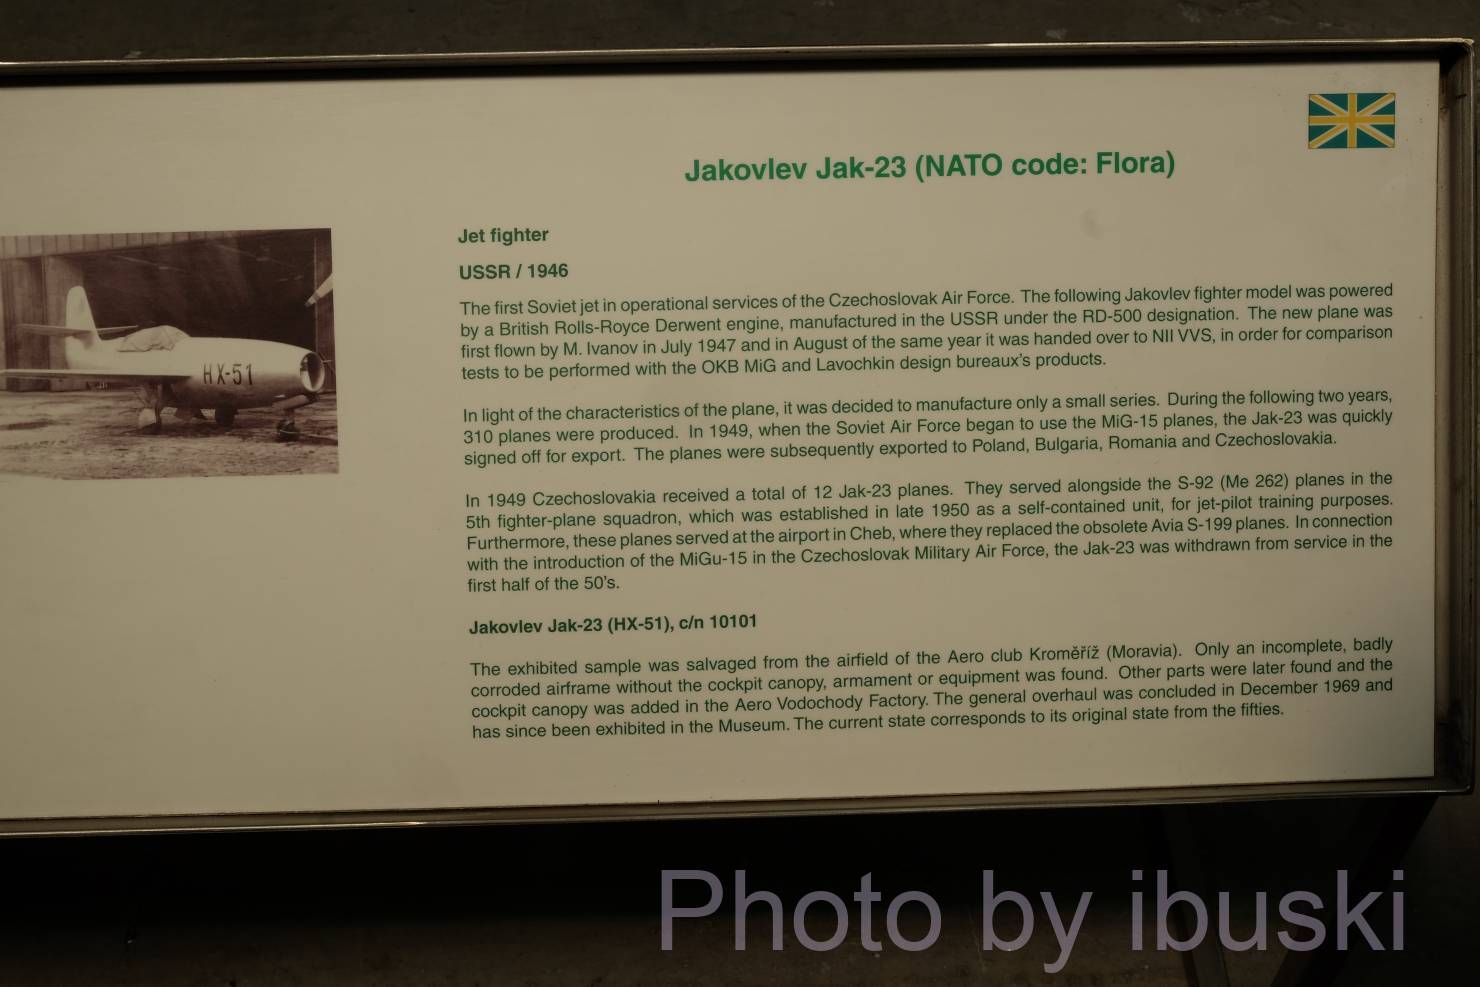 Jakovlev Jak-23 (NATO code: Flora)
Jet fighter
USSR / 1946
The first Soviet jet in operational services of the Czechoslovak Air Force. The following Jakovlev fighter model was powered
by a British Rolls-Royce Derwent engine, manufactured in the USSR under the RD-500 designation. The new plane was
first flown by M. Ivanov in July 1947 and in August of the same year it was handed over to NII VVS, in order for comparison
tests to be performed with the OKB MiG and Lavochkin design bureaux's products.
In light of the characteristics of the plane, it was decided to manufacture only a small series. During the following two years,
310 planes were produced. In 1949, when the Soviet Air Force began to use the MiG-15 planes, the Jak-23 was quickly
signed off for export. The planes were subsequently exported to Poland, Bulgaria, Romania and Czechoslovakia.
In 1949 Czechoslovakia received a total of 12 Jak-23 planes. They served alongside the S-92 (Me 262) planes in the
5th fighter-plane squadron, which was established in late 1950 as a self-contained unit, for jet-pilot training purposes.
Furthermore, these planes served at the airport in Cheb, where they replaced the obsolete Avia S-199 planes. In connection
with the introduction of the MiGu-15 in the Czechoslovak Military Air Force, the Jak-23 was withdrawn from service in the
first half of the 50's.
Jakovlev Jak-23 (HX-51), c/n 10101
The exhibited sample was salvaged from the airfield of the Aero club Kroměříž (Moravia). Only an incomplete, badly
corroded airframe without the cockpit canopy, armament or equipment was found. Other parts were later found and the
cockpit canopy was added in the Aero Vodochody Factory. The general overhaul was concluded in December 1969 and
has since been exhibited in the Museum. The current state corresponds to its original state from the fifties.
HX-51
Photo by ibuski